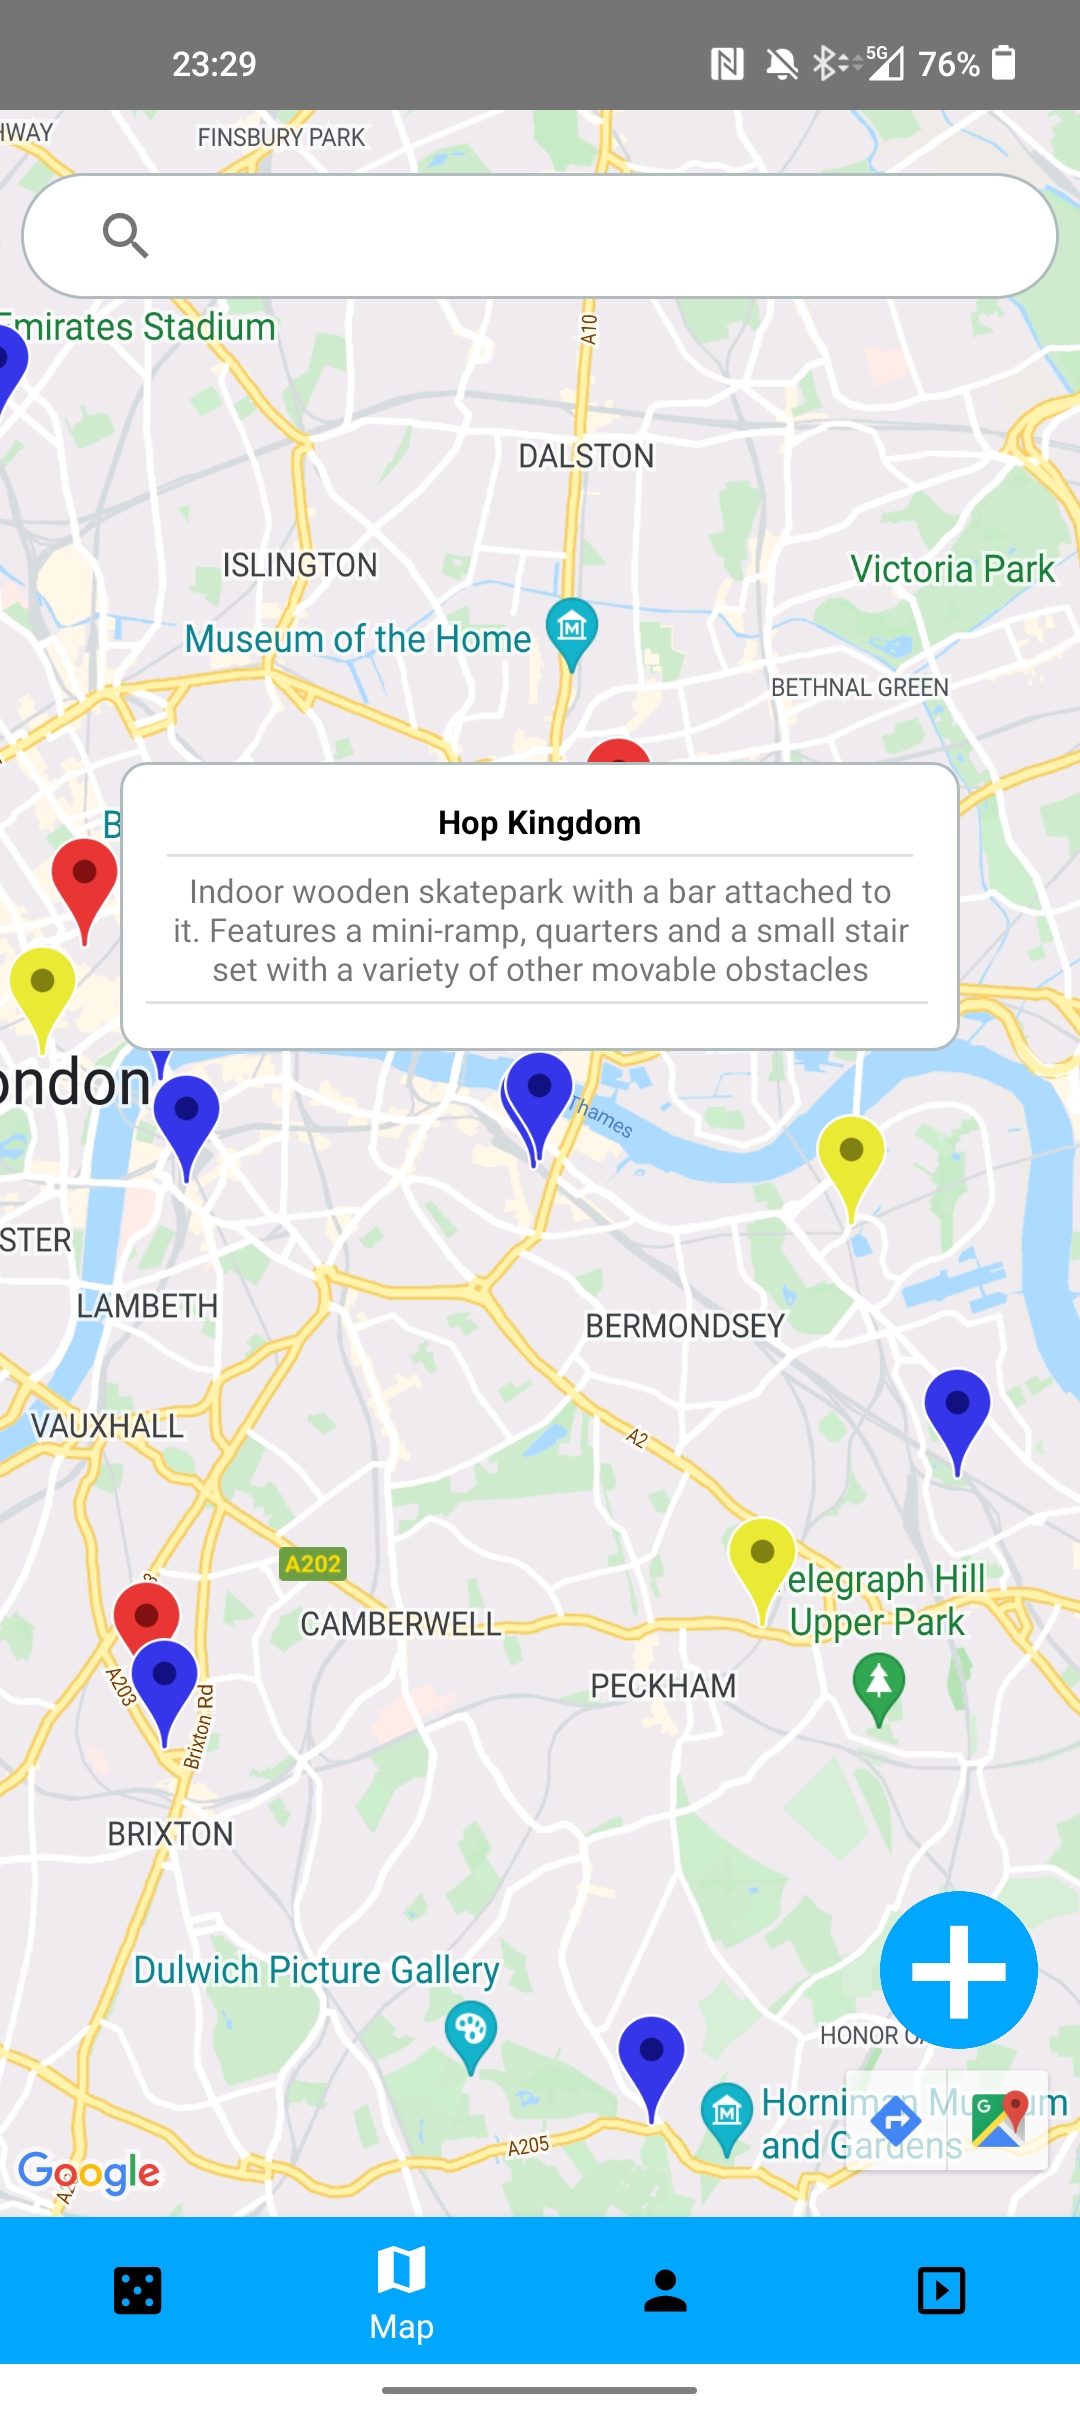 23:29
5G
76%
HWAY
FINSBURY PARK
Emirates Stadium
A10
DALSTON
ISLINGTON
Victoria Park
Museum of the Home
M
BETHNAL GREEN
B
Hop Kingdom
Indoor wooden skatepark with a bar attached to
it. Features a mini-ramp, quarters and a small stair
set with a variety of other movable obstacles
ondon
Thames
STER
LAMBETH
BERMONDSEY
VAUXHALL
A2
A202
elegraph Hill
Upper Park
3
CAMBERWELL
A203
Brixton Rd
PECKHAM
BRIXTON
Dulwich Picture Gallery
HONOR O
M
Horniman Museum
and Gardens
G
A205
Google
Map